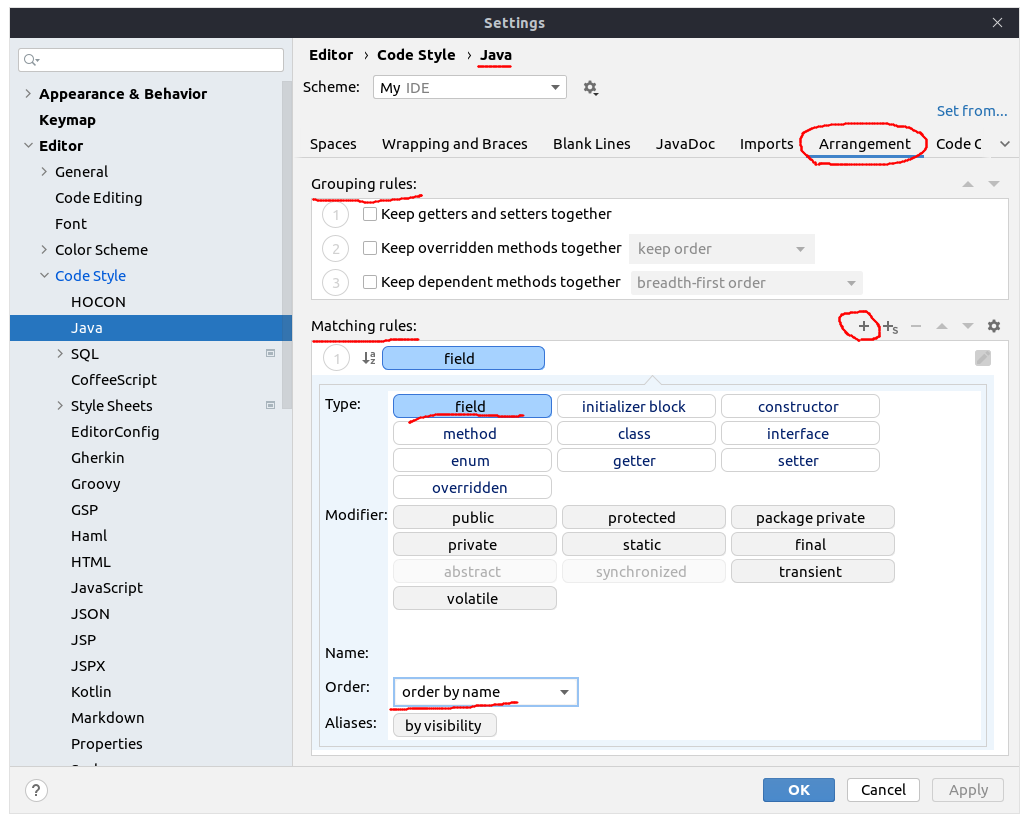 Settings
Editor › Code Style › Java
Scheme: My IDE
Set from...
Appearance & Behavior
Keymap
Editor
General
Code Editing
Font
Color Scheme
Code Style
HOCON
Java
SQL
CoffeeScript
Style Sheets
EditorConfig
Gherkin
Groovy
GSP
Haml
HTML
JavaScript
JSON
JSP
JSPX
Kotlin
Markdown
Properties
Spaces Wrapping and Braces Blank Lines JavaDoc Imports Arrangement Code C
Grouping rules:
1 Keep getters and setters together
2 Keep overridden methods together keep order
3 Keep dependent methods together breadth-first order
Matching rules:
1 field
Type: field initializer block constructor
method class interface
enum getter setter
overridden
Modifier: public protected package private
private static final
abstract synchronized transient
volatile
Name:
Order: order by name
Aliases: by visibility
? OK Cancel Apply